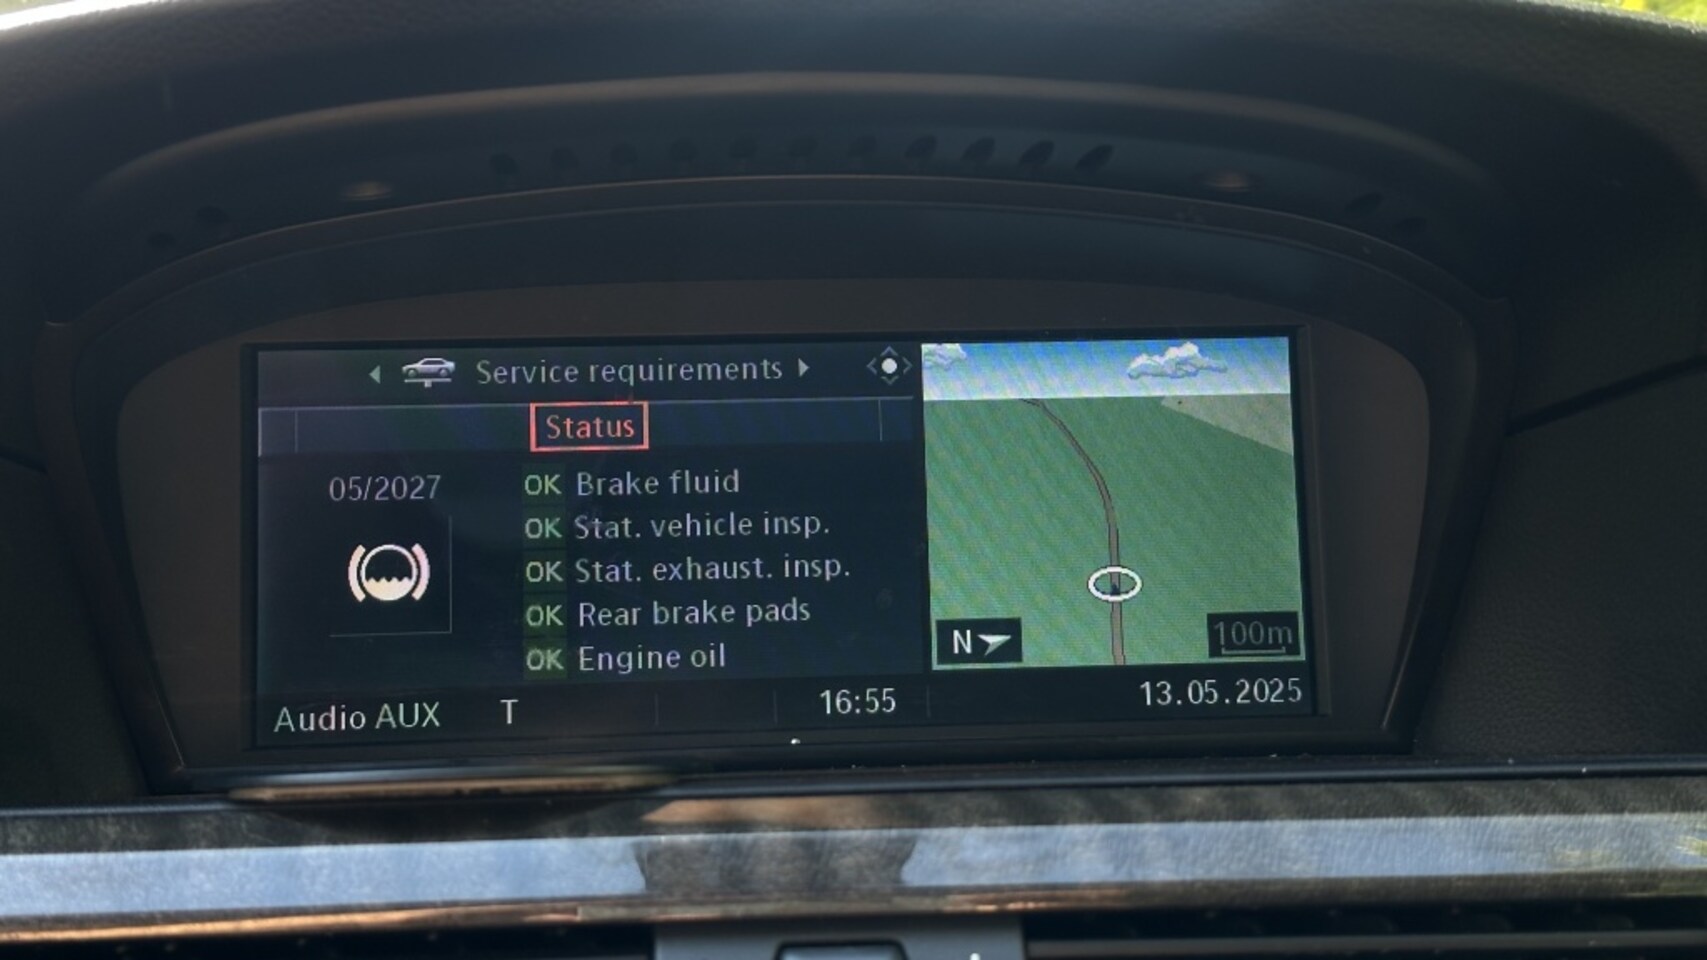 Service requirements
Status
05/2027
OK Brake fluid
OK Stat. vehicle insp.
OK Stat. exhaust. insp.
OK Rear brake pads
OK Engine oil
N
100m
Audio AUX T 16:55 13.05.2025